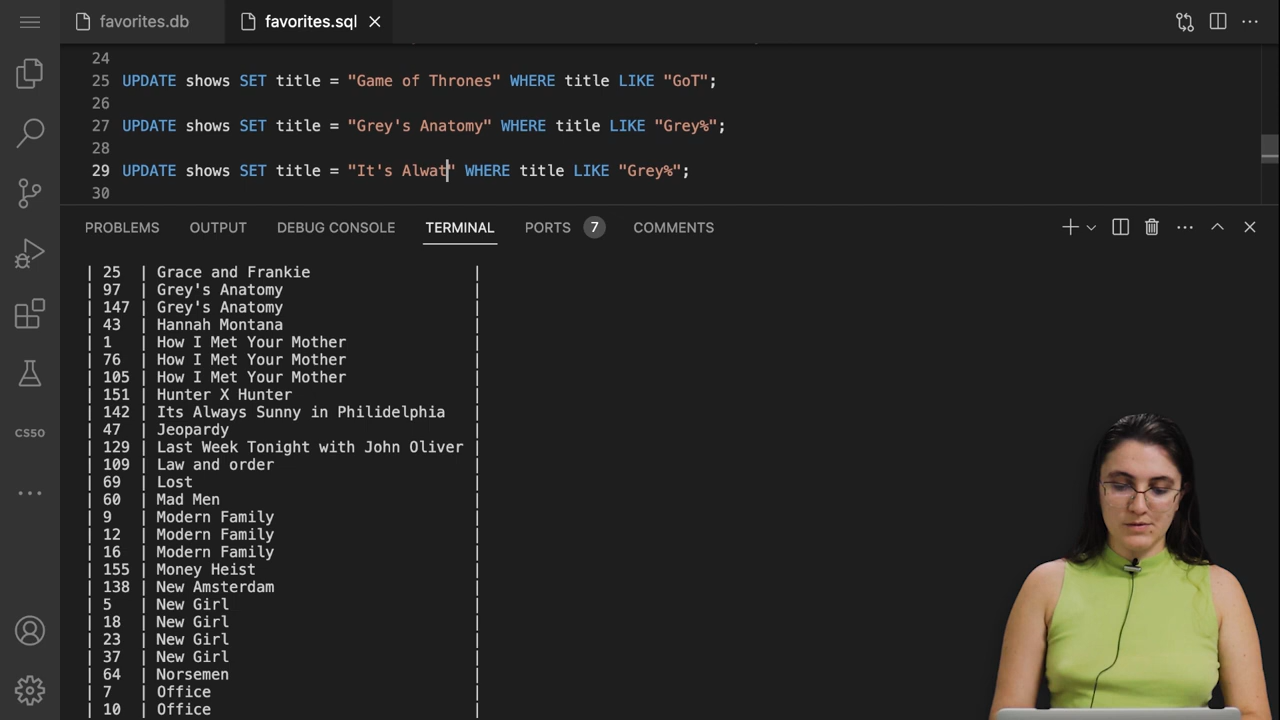 favorites.db favorites.sql
24
25 UPDATE shows SET title = "Game of Thrones" WHERE title LIKE "GoT";
26
27 UPDATE shows SET title = "Grey's Anatomy" WHERE title LIKE "Grey%";
28
29 UPDATE shows SET title = "It's Alwat" WHERE title LIKE "Grey%";
30
PROBLEMS OUTPUT DEBUG CONSOLE TERMINAL PORTS 7 COMMENTS
| 25 | Grace and Frankie |
| 97 | Grey's Anatomy |
| 147 | Grey's Anatomy |
| 43 | Hannah Montana |
| 1 | How I Met Your Mother |
| 76 | How I Met Your Mother |
| 105 | How I Met Your Mother |
| 151 | Hunter X Hunter |
| 142 | Its Always Sunny in Philidelphia |
| 47 | Jeopardy |
| 129 | Last Week Tonight with John Oliver |
| 109 | Law and order |
| 69 | Lost |
| 60 | Mad Men |
| 9 | Modern Family |
| 12 | Modern Family |
| 16 | Modern Family |
| 155 | Money Heist |
| 138 | New Amsterdam |
| 5 | New Girl |
| 18 | New Girl |
| 23 | New Girl |
| 37 | New Girl |
| 64 | Norsemen |
| 7 | Office |
| 10 | Office |
CS50